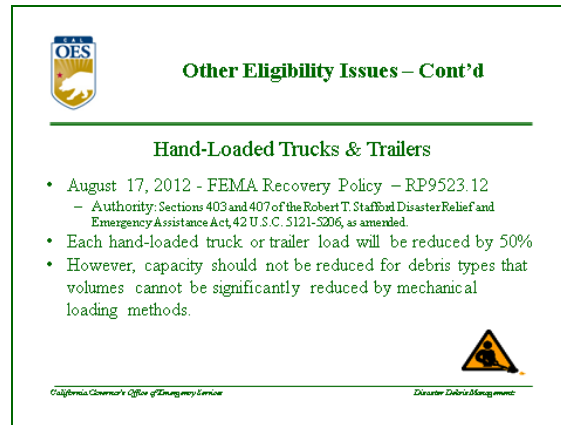 CAL
OES
Other Eligibility Issues – Cont'd
Hand-Loaded Trucks & Trailers
• August 17, 2012 - FEMA Recovery Policy – RP9523.12
– Authority: Sections 403 and 407 of the Robert T. Stafford Disaster Relief and
Emergency Assistance Act, 42 U.S.C. 5121-5206, as amended.
• Each hand-loaded truck or trailer load will be reduced by 50%
• However, capacity should not be reduced for debris types that
volumes cannot be significantly reduced by mechanical
loading methods.
California Governor's Office of Emergency Services
Disaster Debris Management